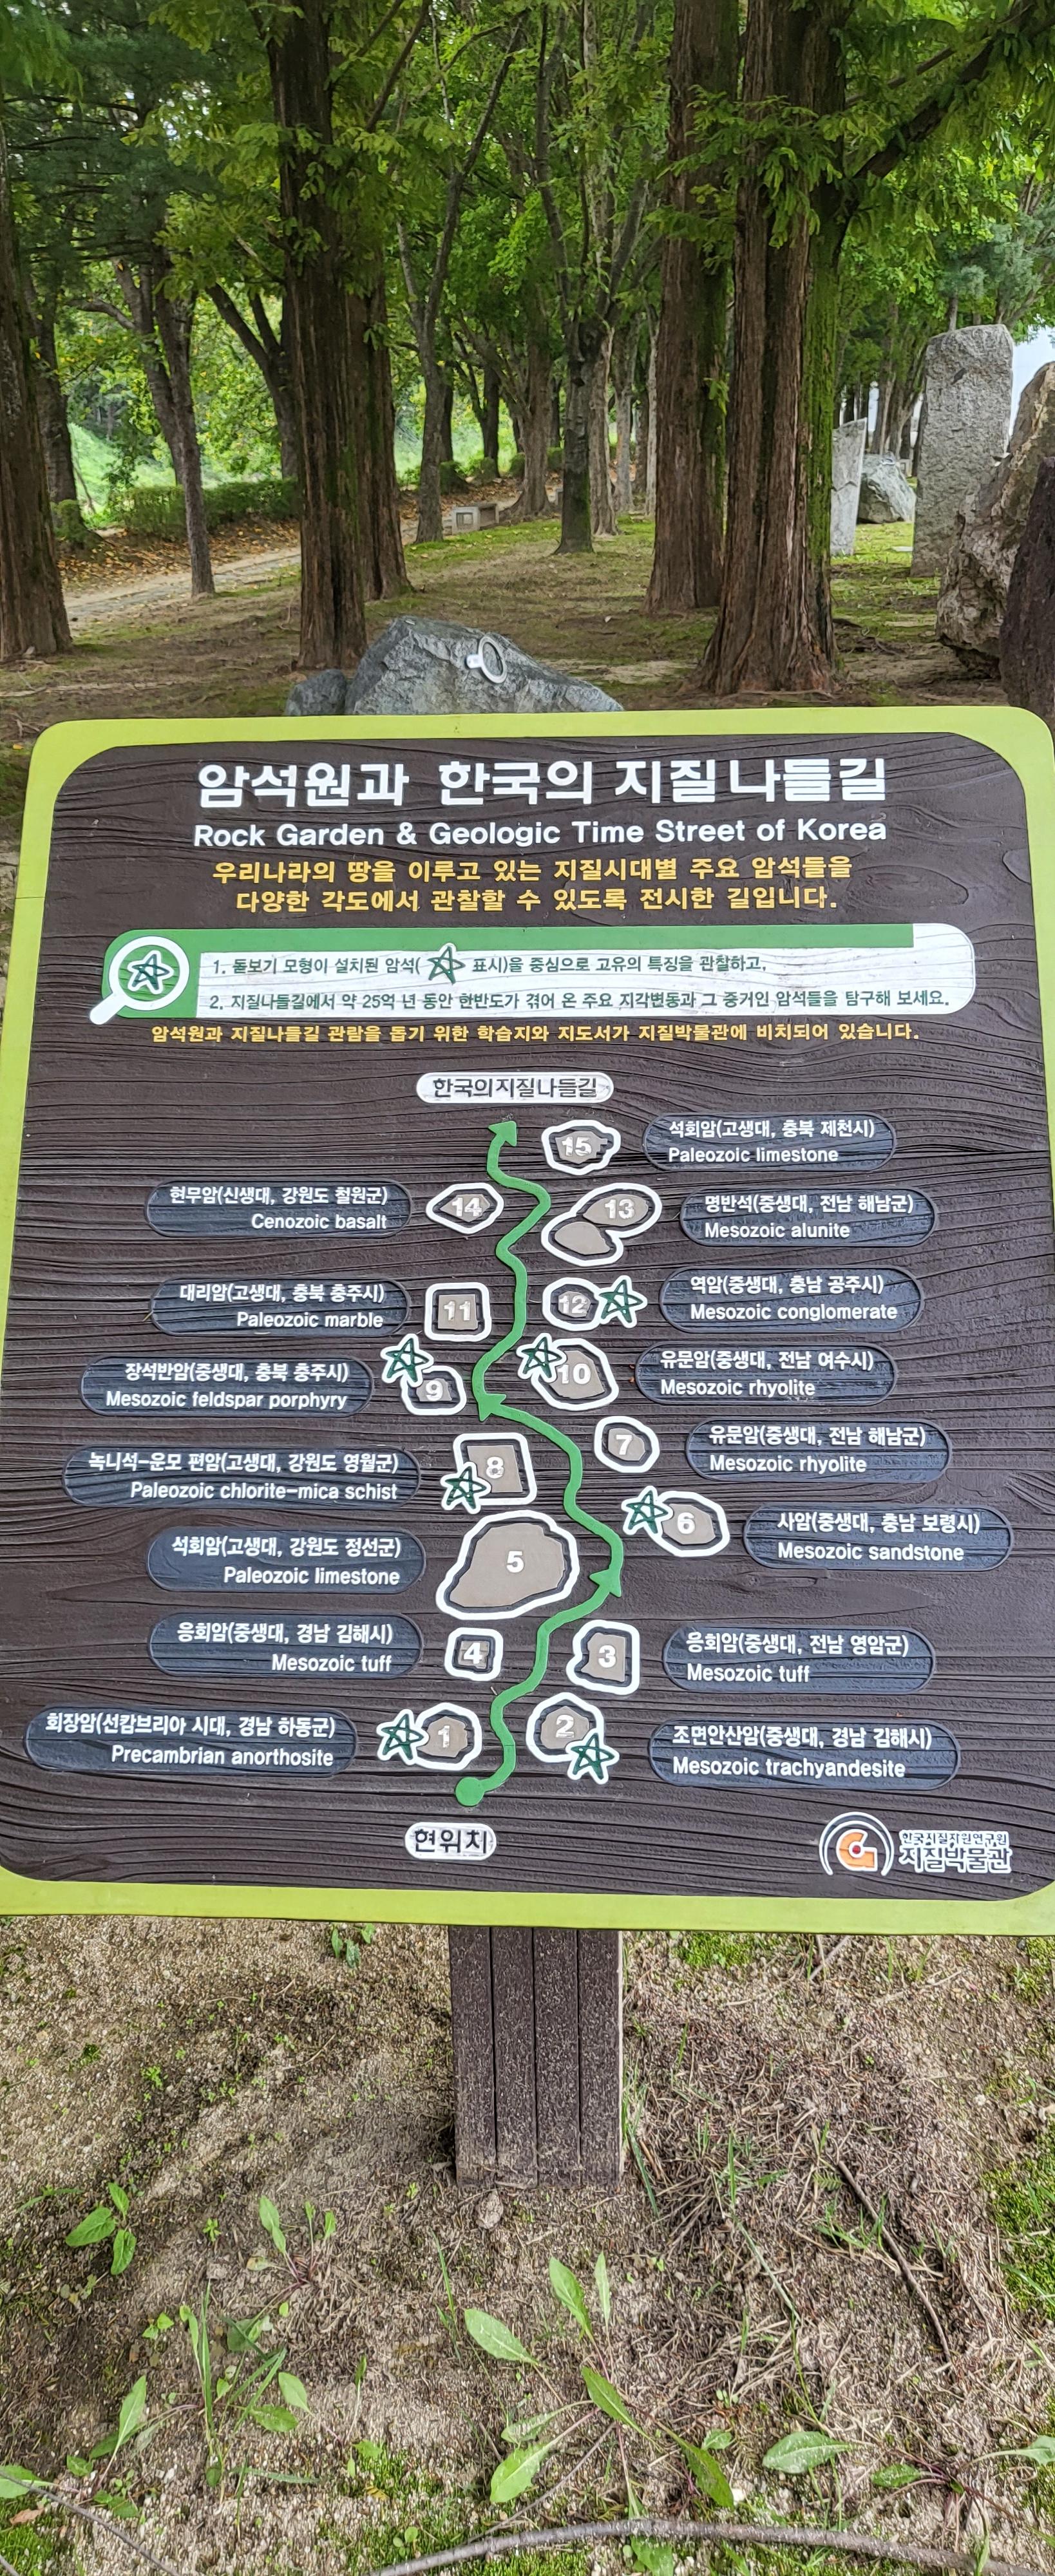 암석원과 한국의 지질나들길
Rock Garden & Geologic Time Street of Korea
우리나라의 땅을 이루고 있는 지질시대별 주요 암석들을
다양한 각도에서 관찰할 수 있도록 전시한 길입니다.
1. 돋보기 모형이 설치된 암석( 표시)을 중심으로 고유의 특징을 관찰하고,
2. 지질나들길에서 약 25억 년 동안 한반도가 겪어 온 주요 지각변동과 그 증거인 암석들을 탐구해 보세요.
암석원과 지질나들길 관람을 돕기 위한 학습지와 지도서가 지질박물관에 비치되어 있습니다.
한국의지질나들길
15
석회암(고생대, 충북 제천시)
Paleozoic limestone
현무암(신생대, 강원도 철원군)
Cenozoic basalt
14
13
명반석(중생대, 전남 해남군)
Mesozoic alunite
대리암(고생대, 충북 충주시)
Paleozoic marble
11
12
역암(중생대, 충남 공주시)
Mesozoic conglomerate
장석반암(중생대, 충북 충주시)
Mesozoic feldspar porphyry
9
10
유문암(중생대, 전남 여수시)
Mesozoic rhyolite
7
유문암(중생대, 전남 해남군)
Mesozoic rhyolite
녹니석-운모 편암(고생대, 강원도 영월군)
Paleozoic chlorite-mica schist
8
6
사암(중생대, 충남 보령시)
Mesozoic sandstone
석회암(고생대, 강원도 정선군)
Paleozoic limestone
5
응회암(중생대, 경남 김해시)
Mesozoic tuff
4
3
응회암(중생대, 전남 영암군)
Mesozoic tuff
회장암(선캄브리아 시대, 경남 하동군)
Precambrian anorthosite
1
2
조면안산암(중생대, 경남 김해시)
Mesozoic trachyandesite
현위치
한국지질자원연구원
지질박물관